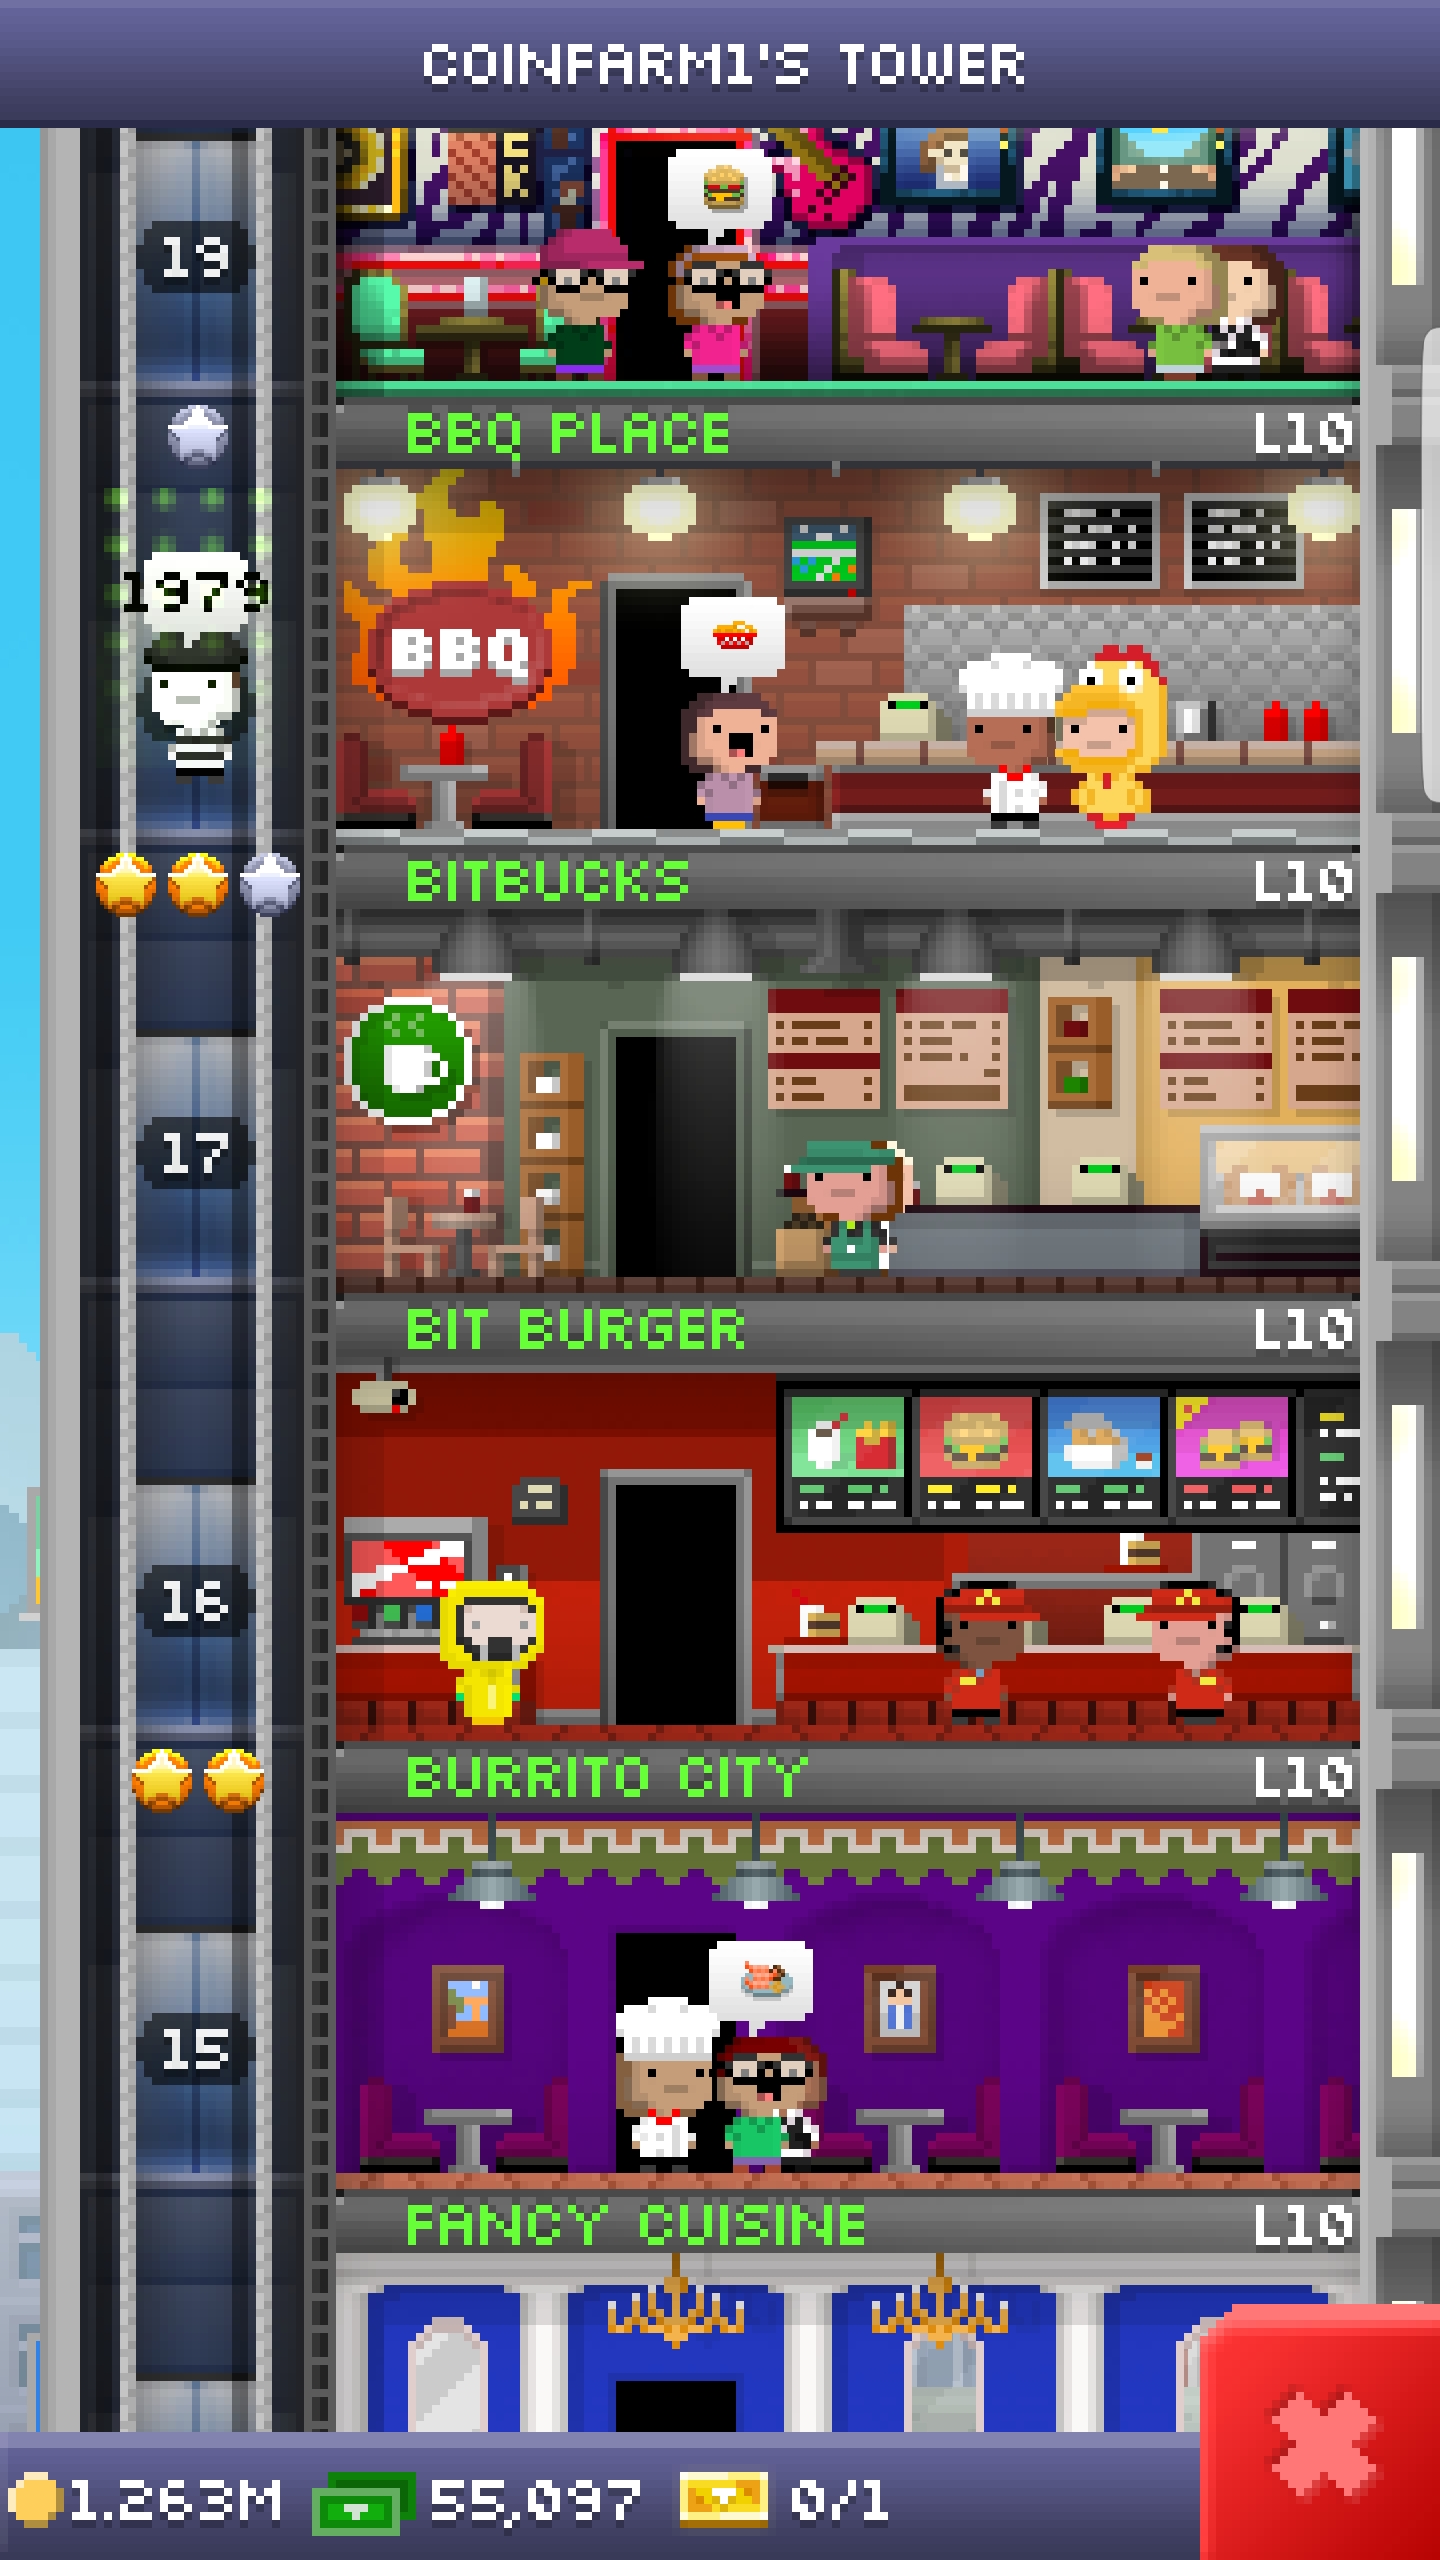 COINFARM1'S TOWER
19
BBQ PLACE L10
1979
BBQ
BITBUCKS L10
17
BIT BURGER L10
16
BURRITO CITY L10
15
FANCY CUISINE L10
1.263M 55,097 0/1